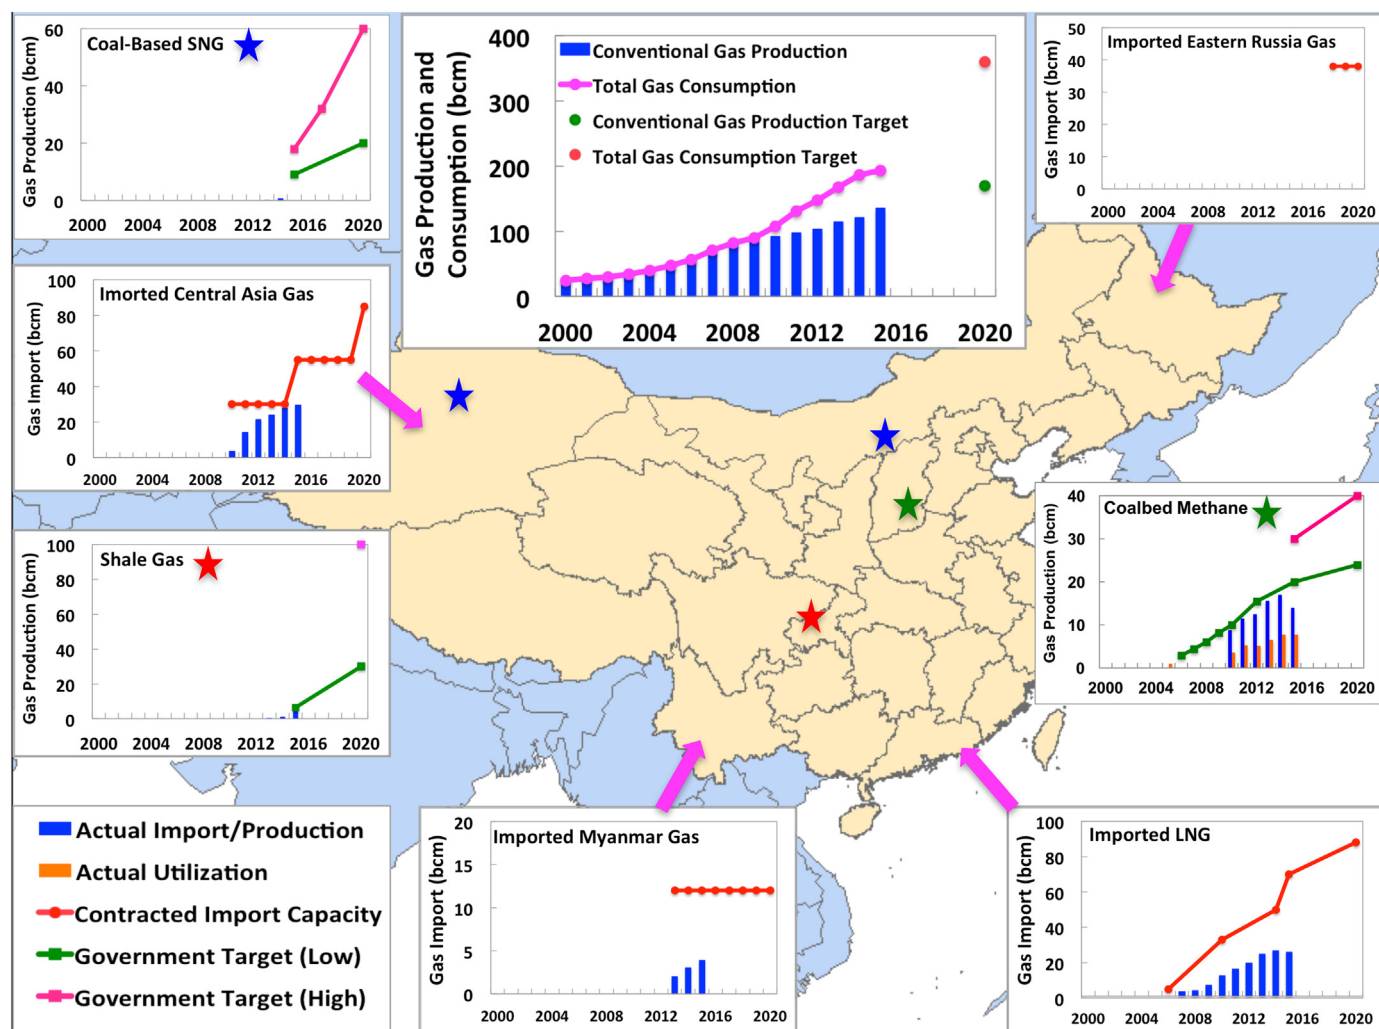 Coal-Based SNG
Gas Production (bcm)
60
40
20
0
2000 2004 2008 2012 2016 2020
Gas Production and
Consumption (bcm)
400
300
200
100
0
Conventional Gas Production
Total Gas Consumption
Conventional Gas Production Target
Total Gas Consumption Target
2000 2004 2008 2012 2016 2020
Imported Eastern Russia Gas
Gas Import (bcm)
50
40
30
20
10
0
2000 2004 2008 2012 2016 2020
Imorted Central Asia Gas
Gas Import (bcm)
100
80
60
40
20
0
2000 2004 2008 2012 2016 2020
Coalbed Methane
Gas Production (bcm)
40
30
20
10
0
2000 2004 2008 2012 2016 2020
Shale Gas
Gas Production (bcm)
100
80
60
40
20
0
2000 2004 2008 2012 2016 2020
Actual Import/Production
Actual Utilization
Contracted Import Capacity
Government Target (Low)
Government Target (High)
Imported Myanmar Gas
Gas Import (bcm)
20
15
10
5
0
2000 2004 2008 2012 2016 2020
Imported LNG
Gas Import (bcm)
100
80
60
40
20
0
2000 2004 2008 2012 2016 2020